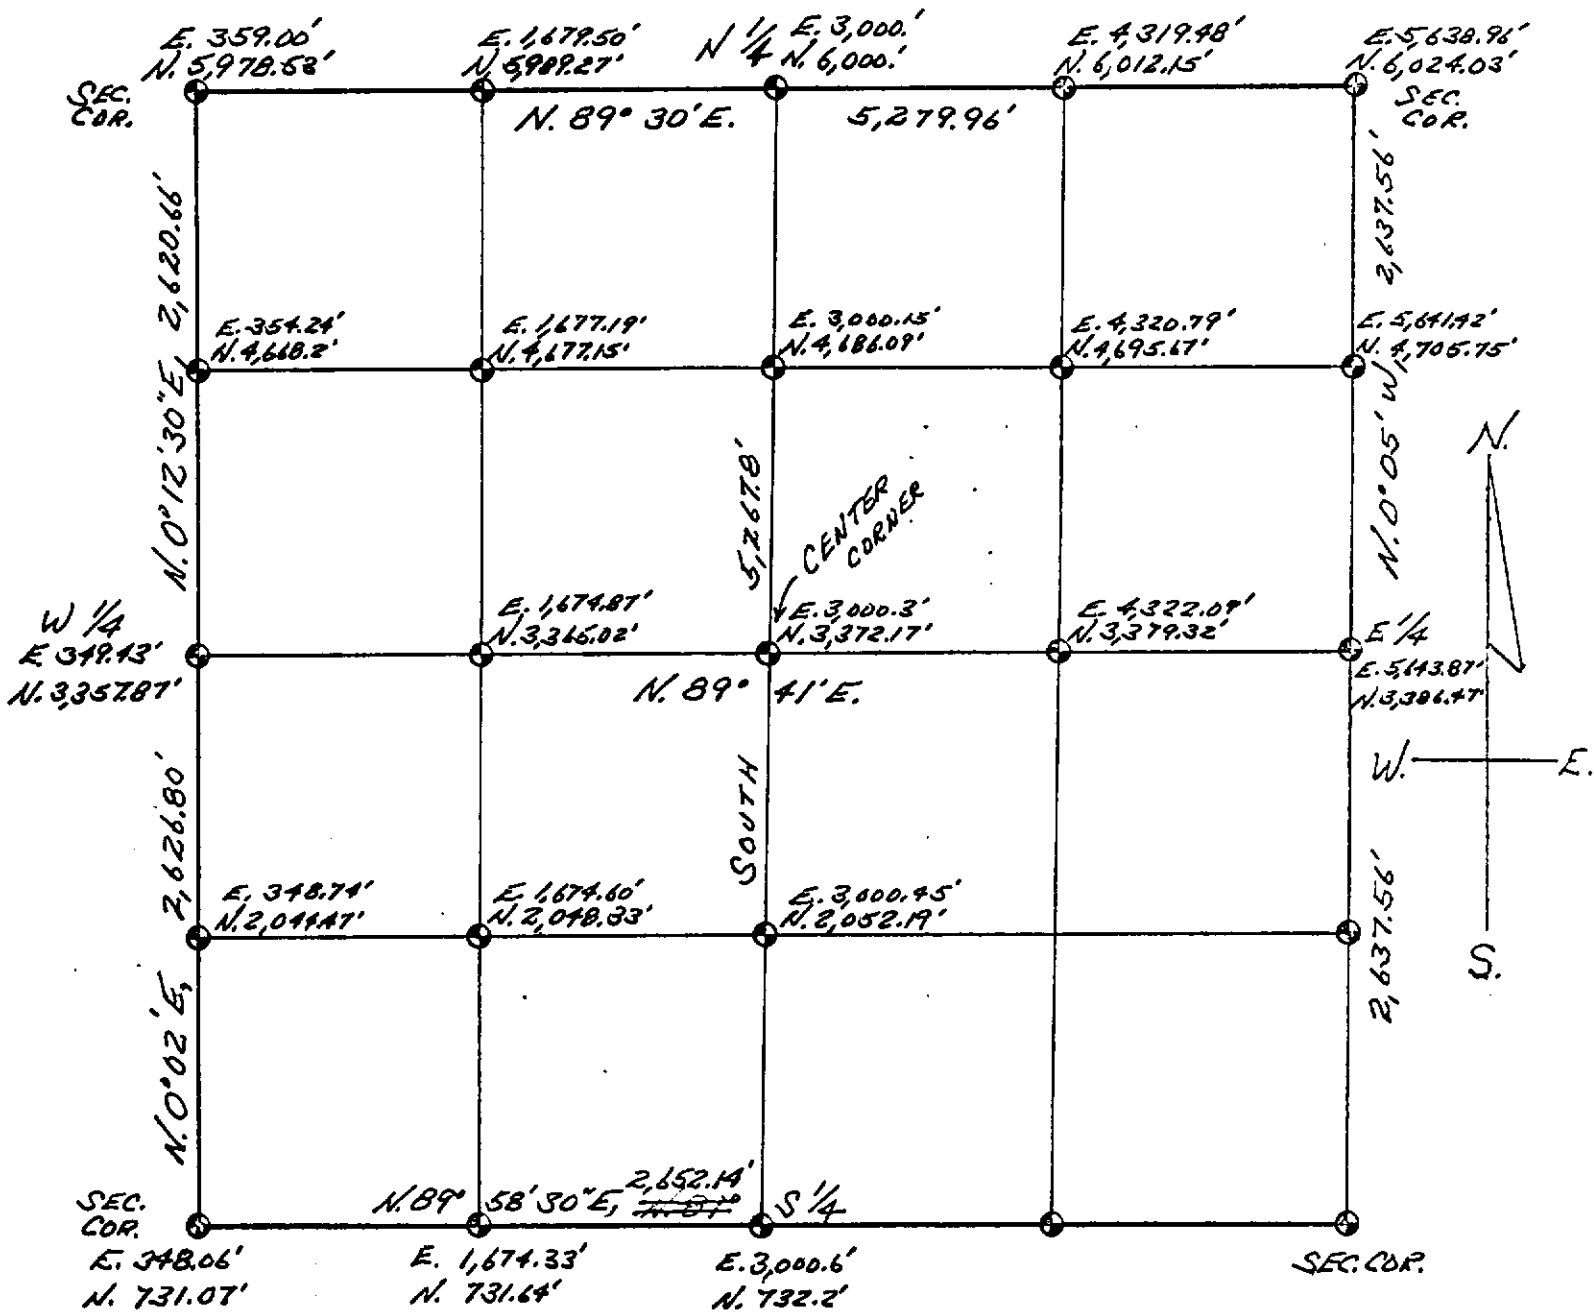 E. 359.00'
N. 5,978.53'
SEC.
COR.
E. 1,679.50'
N. 5,989.27'
N 1/4
E. 3,000.'
N. 6,000.'
E. 4,319.48'
N. 6,012.15'
E. 5,638.96'
N. 6,024.03'
SEC.
COR.
N. 89° 30' E. 5,279.96'
N. 0° 12' 30" E, 2,620.66'
2,637.56'
E. 354.24'
N. 4,668.2'
E. 1,677.19'
N. 4,677.15'
E. 3,000.15'
N. 4,686.09'
E. 4,320.79'
N. 4,695.67'
E. 5,641.42'
N. 4,705.75'
N. 0° 05' W,
5,267.8'
CENTER
CORNER
N.
W 1/4
E 349.43'
N. 3,357.87'
E. 1,674.87'
N. 3,365.02'
E. 3,000.3'
N. 3,372.17'
E. 4,322.09'
N. 3,379.32'
E 1/4
E. 5,643.87'
N. 3,386.47'
N. 89° 41' E.
W. E.
S.
N. 0° 02' E, 2,626.80'
SOUTH
2,637.56'
E. 348.74'
N. 2,044.47'
E. 1,674.60'
N. 2,048.33'
E. 3,000.45'
N. 2,052.19'
SEC.
COR.
E. 348.06'
N. 731.07'
N. 89° 58' 30" E, 2,652.14'
S 1/4
E. 1,674.33'
N. 731.64'
E. 3,000.6'
N. 732.2'
SEC. COR.